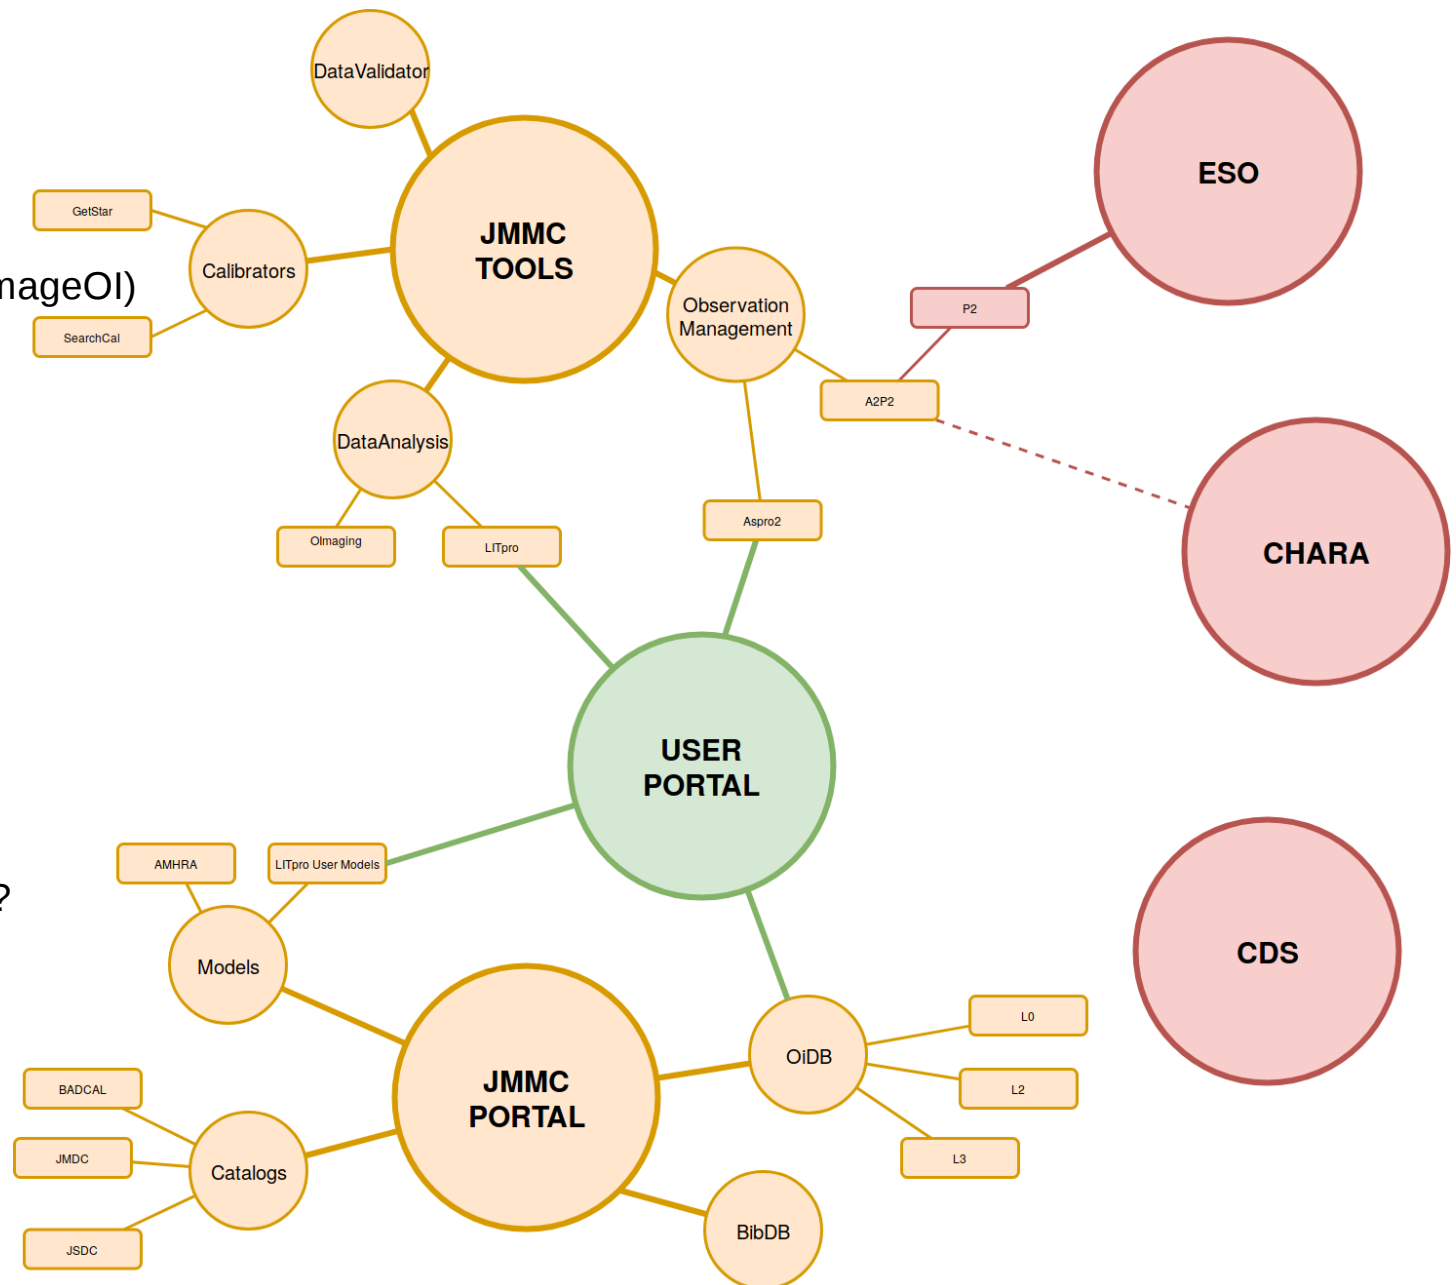 DataValidator
ESO
GetStar
JMMC
TOOLS
Calibrators
mageOI)
Observation
Management
P2
SearchCal
A2P2
DataAnalysis
Aspro2
OImaging
LITpro
CHARA
USER
PORTAL
AMHRA
LITpro User Models
?
Models
CDS
L0
OiDB
JMMC
PORTAL
BADCAL
L2
JMDC
L3
Catalogs
BibDB
JSDC